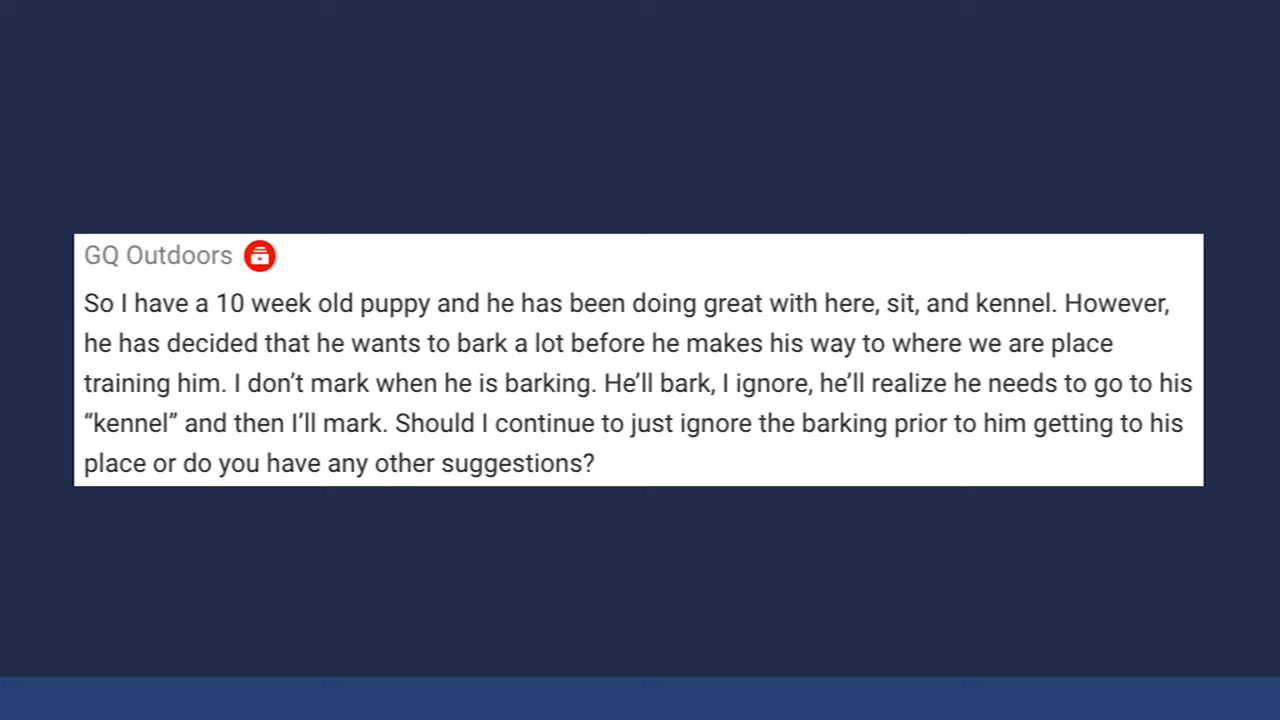 GQ Outdoors
So I have a 10 week old puppy and he has been doing great with here, sit, and kennel. However,
he has decided that he wants to bark a lot before he makes his way to where we are place
training him. I don’t mark when he is barking. He’ll bark, I ignore, he’ll realize he needs to go to his
“kennel” and then I’ll mark. Should I continue to just ignore the barking prior to him getting to his
place or do you have any other suggestions?